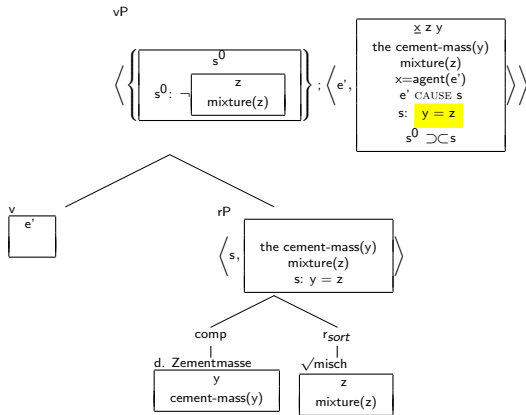 vP
s⁰
s⁰: ¬
z
mixture(z)
;
e',
x z y
the cement-mass(y)
mixture(z)
x=agent(e')
e' CAUSE s
s: y = z
s⁰ ⊃⊂ s
v
e'
rP
s,
the cement-mass(y)
mixture(z)
s: y = z
comp
r_sort
d. Zementmasse
√misch
y
cement-mass(y)
z
mixture(z)